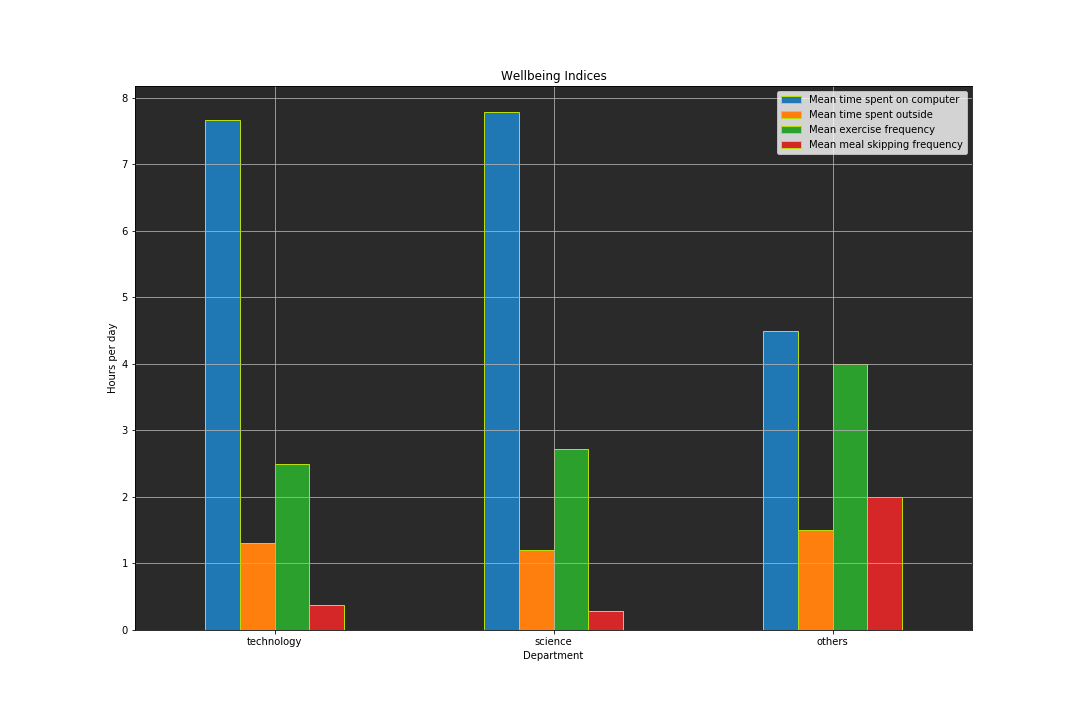 Wellbeing Indices
Mean time spent on computer
Mean time spent outside
Mean exercise frequency
Mean meal skipping frequency
8
7
6
5
4
3
2
1
0
Hours per day
technology
science
others
Department